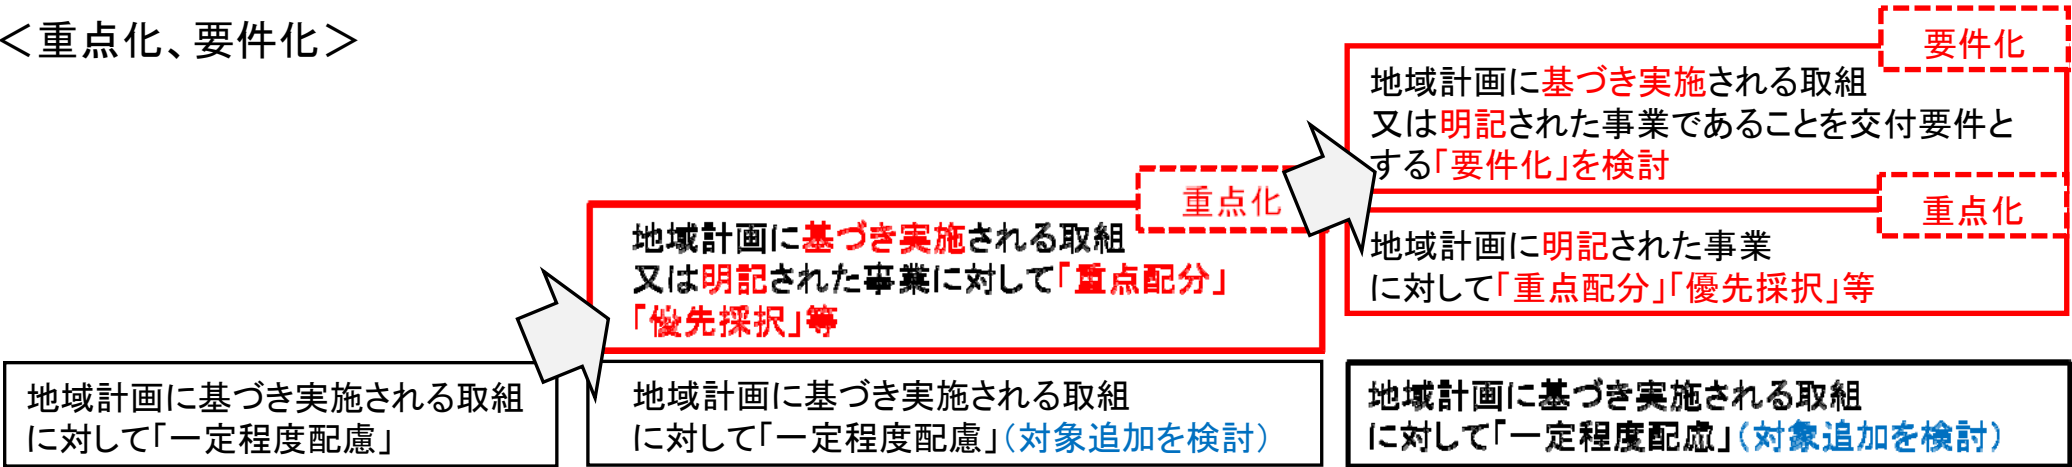 ＜重点化、要件化＞
地域計画に基づき実施される取組
に対して「一定程度配慮」
重点化
地域計画に基づき実施される取組
又は明記された事業に対して「重点配分」
「優先採択」等
地域計画に基づき実施される取組
に対して「一定程度配慮」（対象追加を検討）
要件化
地域計画に基づき実施される取組
又は明記された事業であることを交付要件と
する「要件化」を検討
重点化
地域計画に明記された事業
に対して「重点配分」「優先採択」等
地域計画に基づき実施される取組
に対して「一定程度配慮」（対象追加を検討）